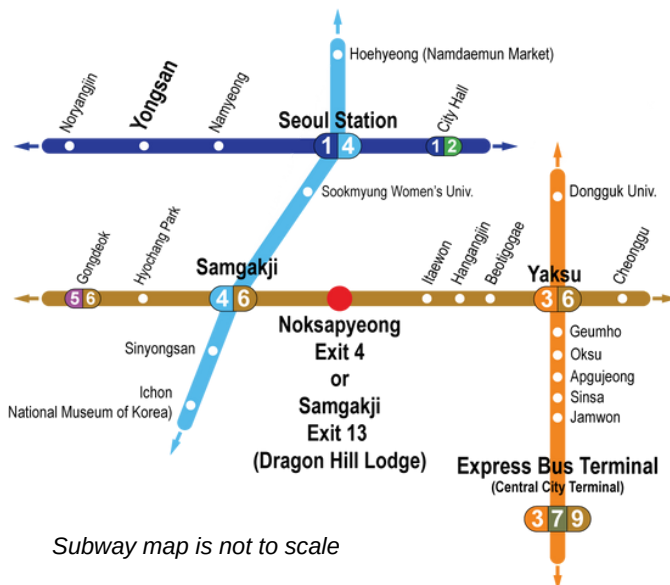 Hoehyeong (Namdaemun Market)
Noryangjin
Yongsan
Namyeong
Seoul Station
City Hall
1 4
1 2
Sookmyung Women's Univ.
Dongguk Univ.
Gongdeok
Hyochang Park
Samgakji
Itaewon
Hangangjin
Beotigogae
Yaksu
Cheonggu
5 6
4 6
3 6
Noksapyeong
Exit 4
or
Samgakji
Exit 13
(Dragon Hill Lodge)
Sinyongsan
Ichon
National Museum of Korea)
Geumho
Oksu
Apgujeong
Sinsa
Jamwon
Express Bus Terminal
(Central City Terminal)
3 7 9
Subway map is not to scale